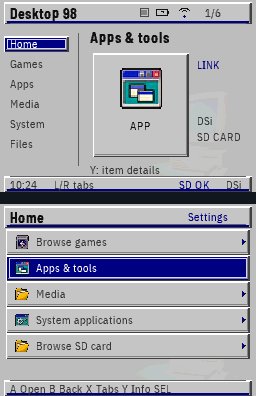 Desktop 98 1/6
Home
Games
Apps
Media
System
Files
Apps & tools
APP
LINK
DSi
SD CARD
Y: item details
10:24 L/R tabs SD OK DSi
Home Settings
Browse games
Apps & tools
Media
System applications
Browse SD card
A Open B Back X Tabs Y Info SEL